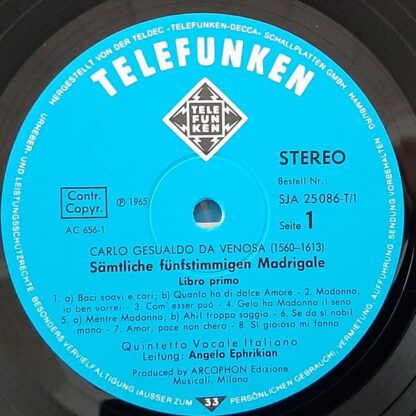 HERGESTELLT VON DER TELDEC »TELEFUNKEN-DECCA« SCHALLPLATTEN GMBH · HAMBURG
TELEFUNKEN
TELE
FUN
KEN
STEREO
Bestell-Nr.:
SJA 25 086-T/1
Seite 1
Contr.
Copyr.
℗ 1965
AC 656-1
CARLO GESUALDO DA VENOSA (1560–1613)
Sämtliche fünfstimmigen Madrigale
Libro primo
1. a) Baci soavi e cari; b) Quanto ha di dolce Amore - 2. Madonna,
io ben vorrei - 3. Com' esser può - 4. Gelo ha Madonna il seno
5. a) Mentre Madonna; b) Ahi! troppo saggia - 6. Se da sì nobil
mano - 7. Amor, pace non chero - 8. Sì gioioso mi fanno
Quintetto Vocale Italiano
Leitung: Angelo Ephrikian
Produced by ARCOPHON Edizione
Musicali, Milano
33
URHEBER- UND LEISTUNGSSCHUTZRECHTE
VERVIELFÄLTIGUNG (AUSSER ZUM PERSÖNLICHEN GEBRAUCH)
SENDUNG VORBEHALTEN